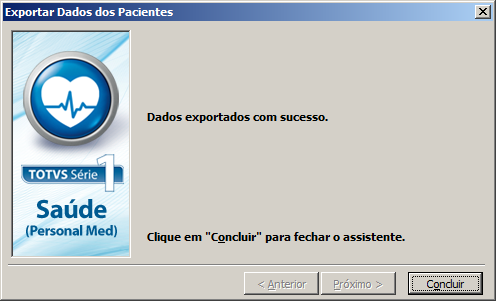 Exportar Dados dos Pacientes
Dados exportados com sucesso.
TOTVS Série 1
Saúde
(Personal Med)
Clique em "Concluir" para fechar o assistente.
< Anterior
Próximo >
Concluir